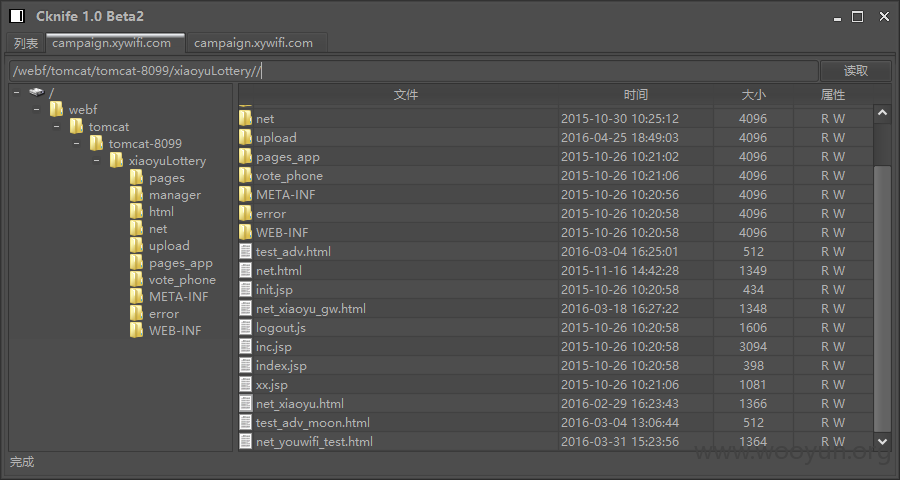 Cknife 1.0 Beta2
列表 campaign.xywifi.com campaign.xywifi.com
/webf/tomcat/tomcat-8099/xiaoyuLottery// 读取
/
webf
tomcat
tomcat-8099
xiaoyuLottery
pages
manager
html
net
upload
pages_app
vote_phone
META-INF
error
WEB-INF
文件 时间 大小 属性
net 2015-10-30 10:25:12 4096 R W
upload 2016-04-25 18:49:03 4096 R W
pages_app 2015-10-26 10:21:02 4096 R W
vote_phone 2015-10-26 10:21:06 4096 R W
META-INF 2015-10-26 10:20:56 4096 R W
error 2015-10-26 10:20:58 4096 R W
WEB-INF 2015-10-26 10:20:58 4096 R W
test_adv.html 2016-03-04 16:25:01 512 R W
net.html 2015-11-16 14:42:28 1349 R W
init.jsp 2015-10-26 10:20:58 434 R W
net_xiaoyu_gw.html 2016-03-18 16:27:22 1348 R W
logout.js 2015-10-26 10:20:58 1606 R W
inc.jsp 2015-10-26 10:20:58 3094 R W
index.jsp 2015-10-26 10:20:58 398 R W
xx.jsp 2015-10-26 10:21:06 1081 R W
net_xiaoyu.html 2016-02-29 16:23:43 1366 R W
test_adv_moon.html 2016-03-04 13:06:44 512 R W
net_youwifi_test.html 2016-03-31 15:23:56 1364 R W
www.wooyun.org
完成